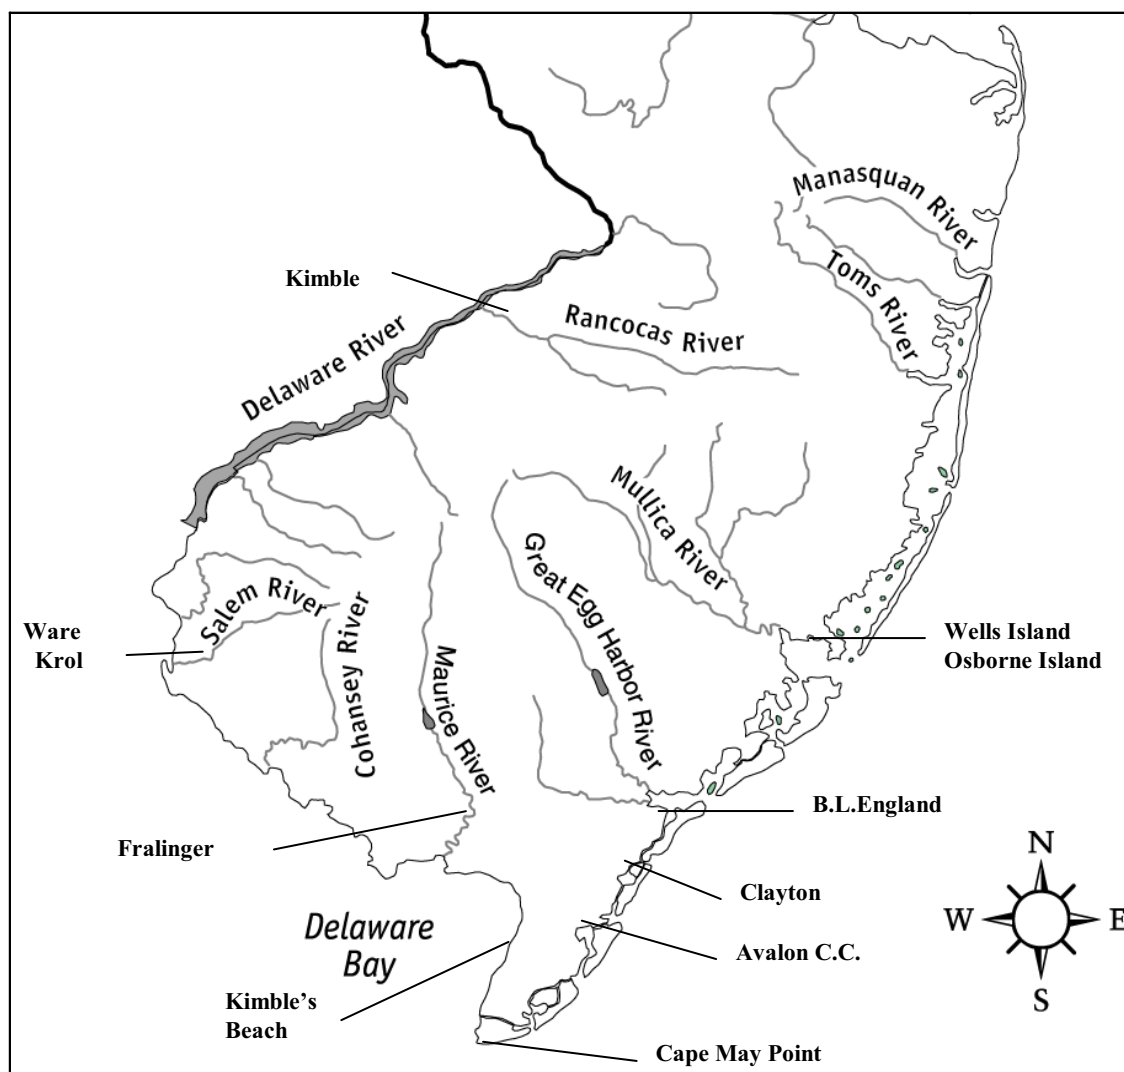 Manasquan River
Toms River
Kimble
Rancocas River
Delaware River
Mullica River
Great Egg Harbor River
Salem River
Cohansey River
Maurice River
Ware
Krol
Wells Island
Osborne Island
B.L.England
Fralinger
Clayton
Avalon C.C.
Delaware
Bay
Kimble's
Beach
Cape May Point
N
W
E
S